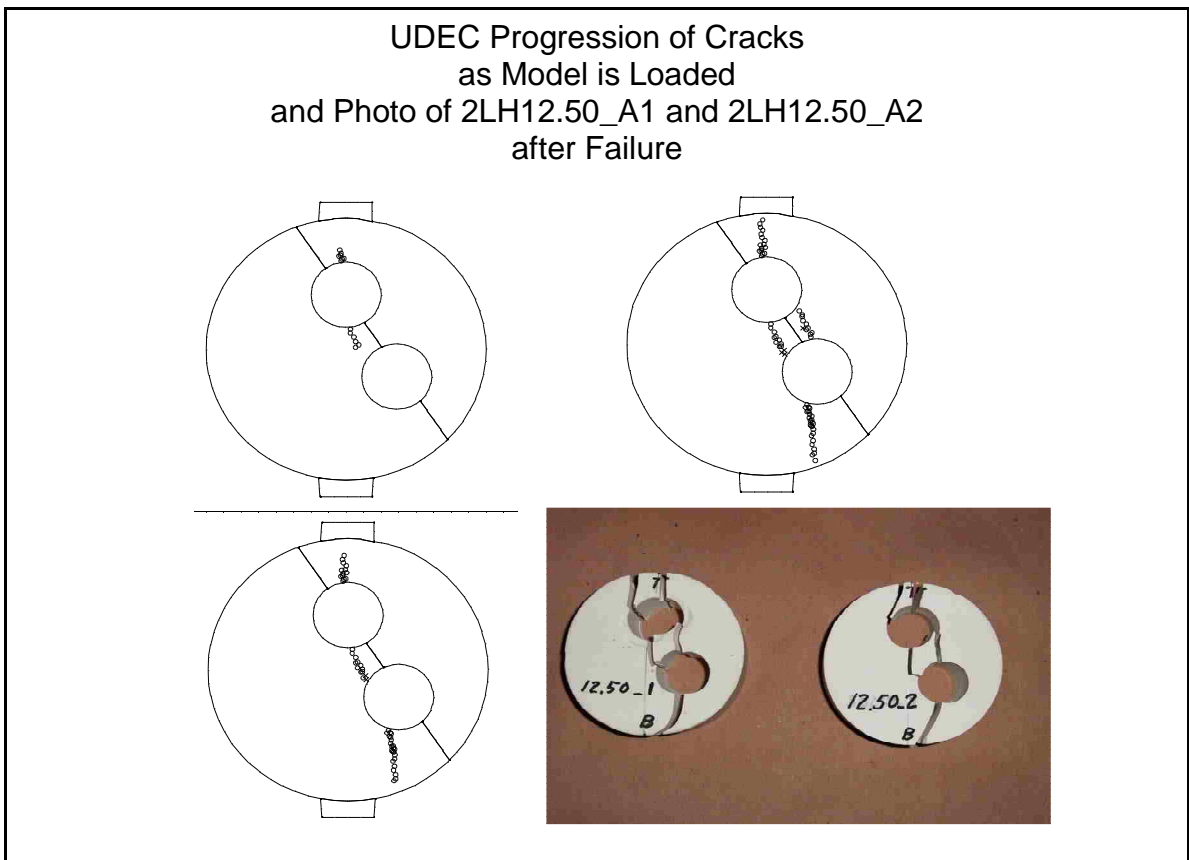 UDEC Progression of Cracks
as Model is Loaded
and Photo of 2LH12.50_A1 and 2LH12.50_A2
after Failure
12.50_1
B
12.50_2
B